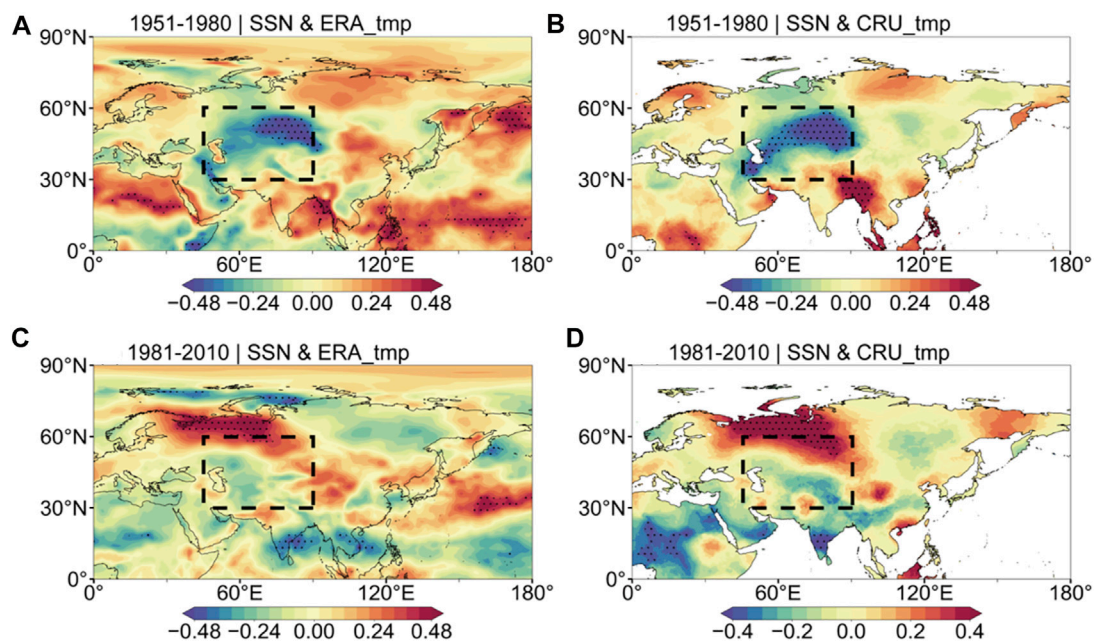 A
1951-1980 | SSN & ERA_tmp
90°N
60°N
30°N
0°
0°
60°E
120°E
180°
−0.48 −0.24 0.00 0.24 0.48
B
1951-1980 | SSN & CRU_tmp
90°N
60°N
30°N
0°
0°
60°E
120°E
180°
−0.48 −0.24 0.00 0.24 0.48
C
1981-2010 | SSN & ERA_tmp
90°N
60°N
30°N
0°
0°
60°E
120°E
180°
−0.48 −0.24 0.00 0.24 0.48
D
1981-2010 | SSN & CRU_tmp
90°N
60°N
30°N
0°
0°
60°E
120°E
180°
−0.4 −0.2 0.0 0.2 0.4